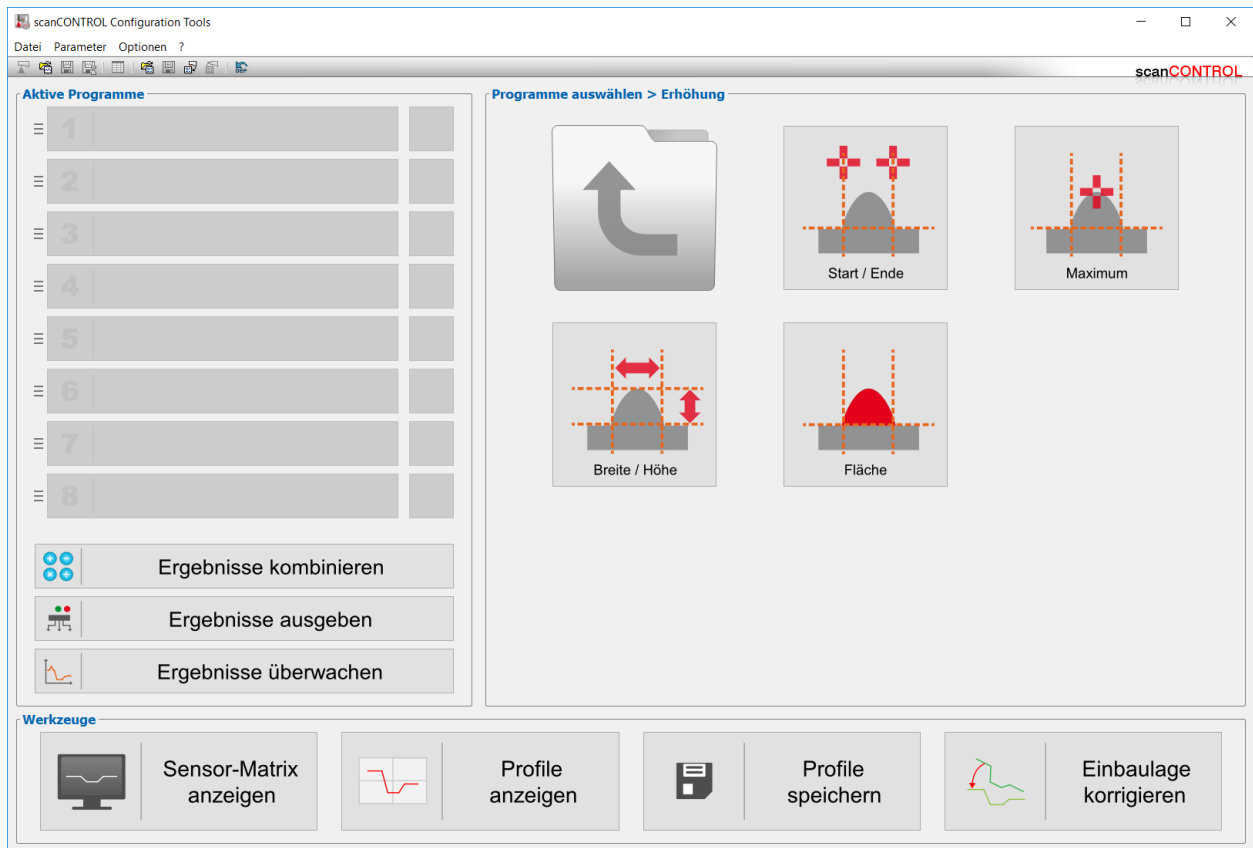 scanCONTROL Configuration Tools
Datei Parameter Optionen ?
scanCONTROL
Aktive Programme
1
2
3
4
5
6
7
8
Ergebnisse kombinieren
Ergebnisse ausgeben
Ergebnisse überwachen
Programme auswählen > Erhöhung
Start / Ende
Maximum
Breite / Höhe
Fläche
Werkzeuge
Sensor-Matrix
anzeigen
Profile
anzeigen
Profile
speichern
Einbaulage
korrigieren